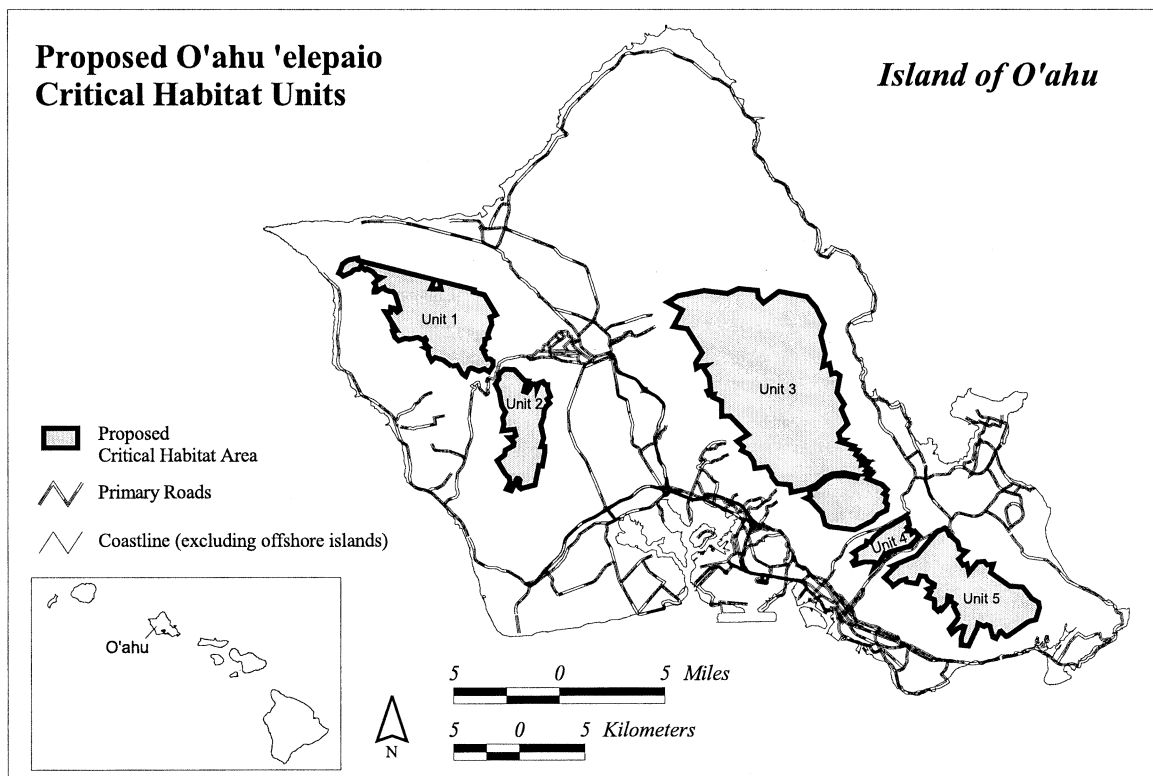 Proposed O'ahu 'elepaio
Critical Habitat Units
Island of O'ahu
Unit 1
Unit 2
Unit 3
Unit 4
Unit 5
Proposed
Critical Habitat Area
Primary Roads
Coastline (excluding offshore islands)
O'ahu
N
5 0 5 Miles
5 0 5 Kilometers